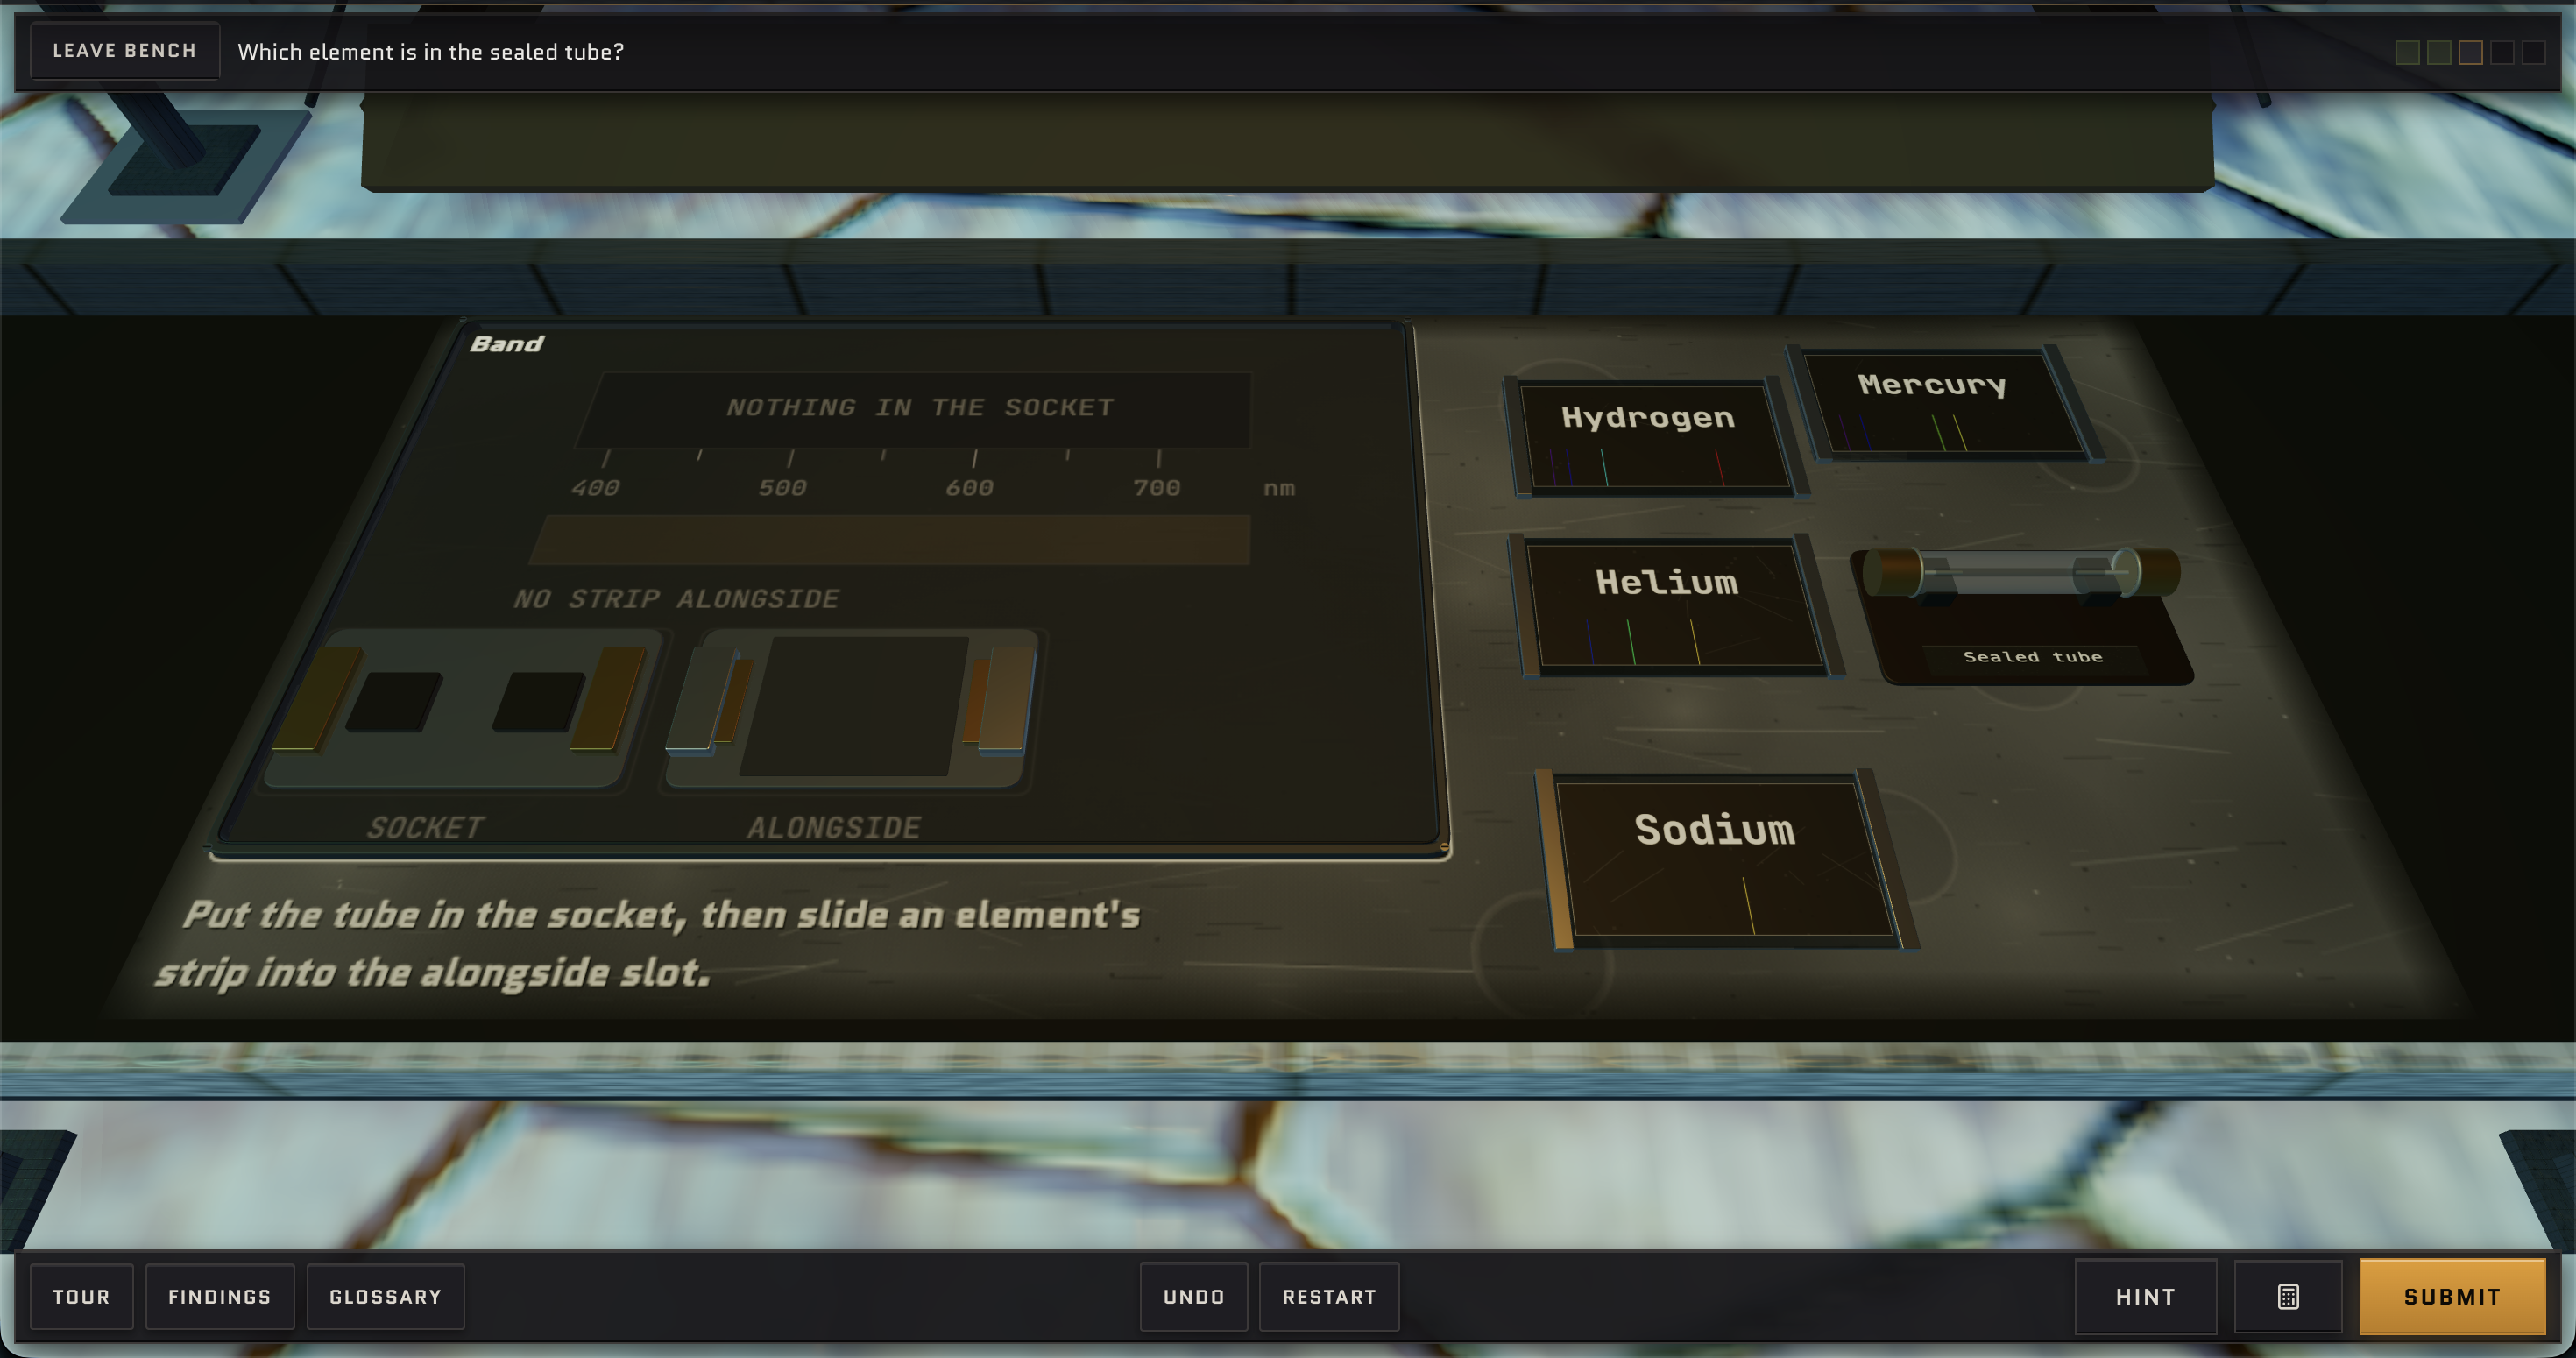 LEAVE BENCH
Which element is in the sealed tube?
Band
NOTHING IN THE SOCKET
400 500 600 700 nm
NO STRIP ALONGSIDE
SOCKET
ALONGSIDE
Hydrogen
Mercury
Helium
Sealed tube
Sodium
Put the tube in the socket, then slide an element's
strip into the alongside slot.
TOUR
FINDINGS
GLOSSARY
UNDO
RESTART
HINT
SUBMIT